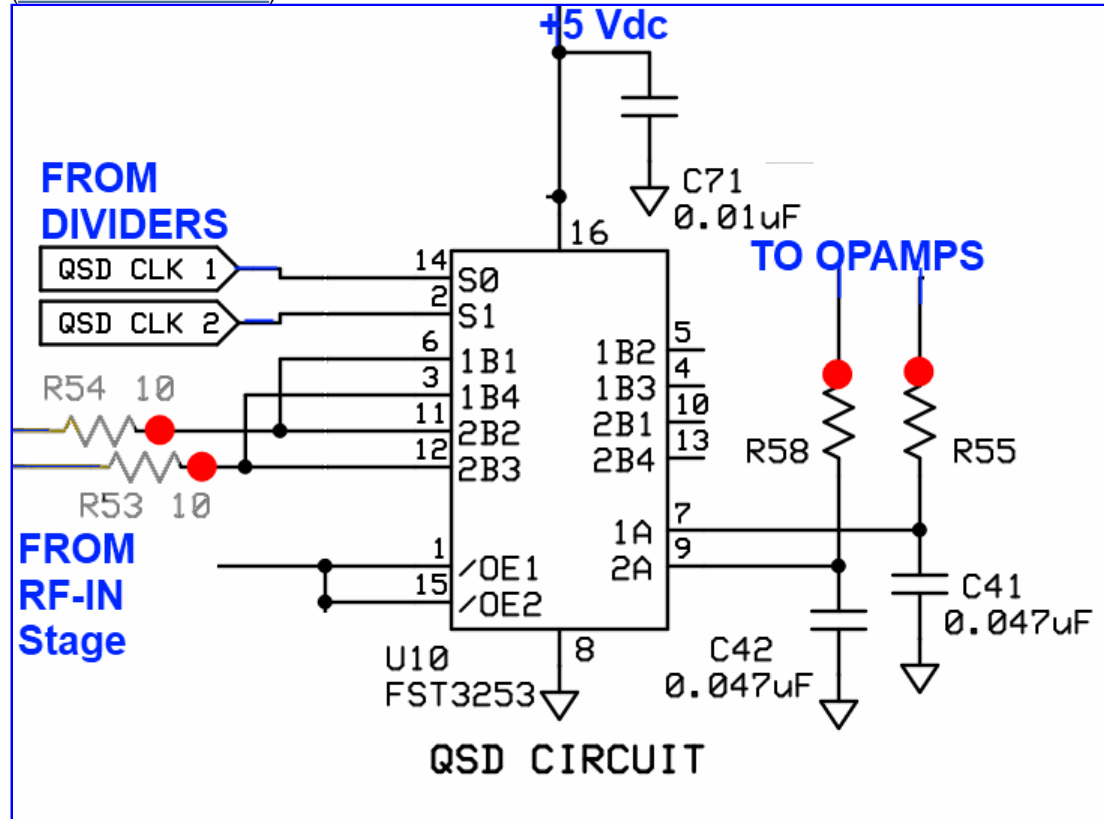 +5 Vdc
C71
0.01uF
FROM
DIVIDERS
QSD CLK 1
QSD CLK 2
16
TO OPAMPS
14
S0
2
S1
6
1B1
3
1B4
11
2B2
12
2B3
5
1B2
4
1B3
10
2B1
13
2B4
R54 10
R53 10
R58
R55
7
1A
9
2A
FROM
RF-IN
Stage
1
/OE1
15
/OE2
C41
0.047uF
C42
0.047uF
8
U10
FST3253
QSD CIRCUIT